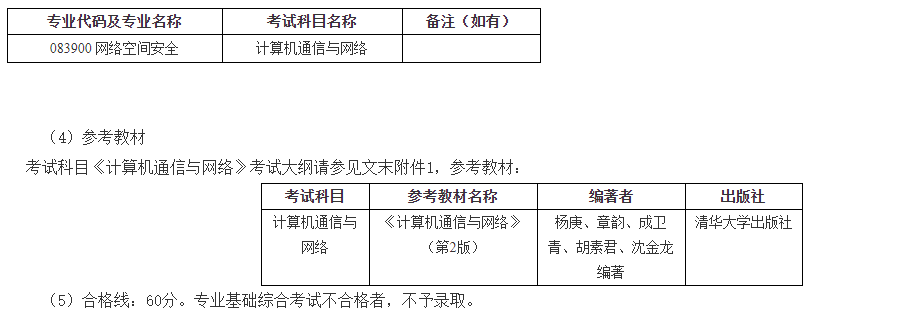 专业代码及专业名称 考试科目名称 备注（如有）
083900 网络空间安全 计算机通信与网络
（4）参考教材
考试科目《计算机通信与网络》考试大纲请参见文末附件1，参考教材：
考试科目 参考教材名称 编著者 出版社
计算机通信与 《计算机通信与网络》 杨庚、章韵、成卫 清华大学出版社
网络 （第2版） 青、胡素君、沈金龙
编著
（5）合格线：60分。专业基础综合考试不合格者，不予录取。